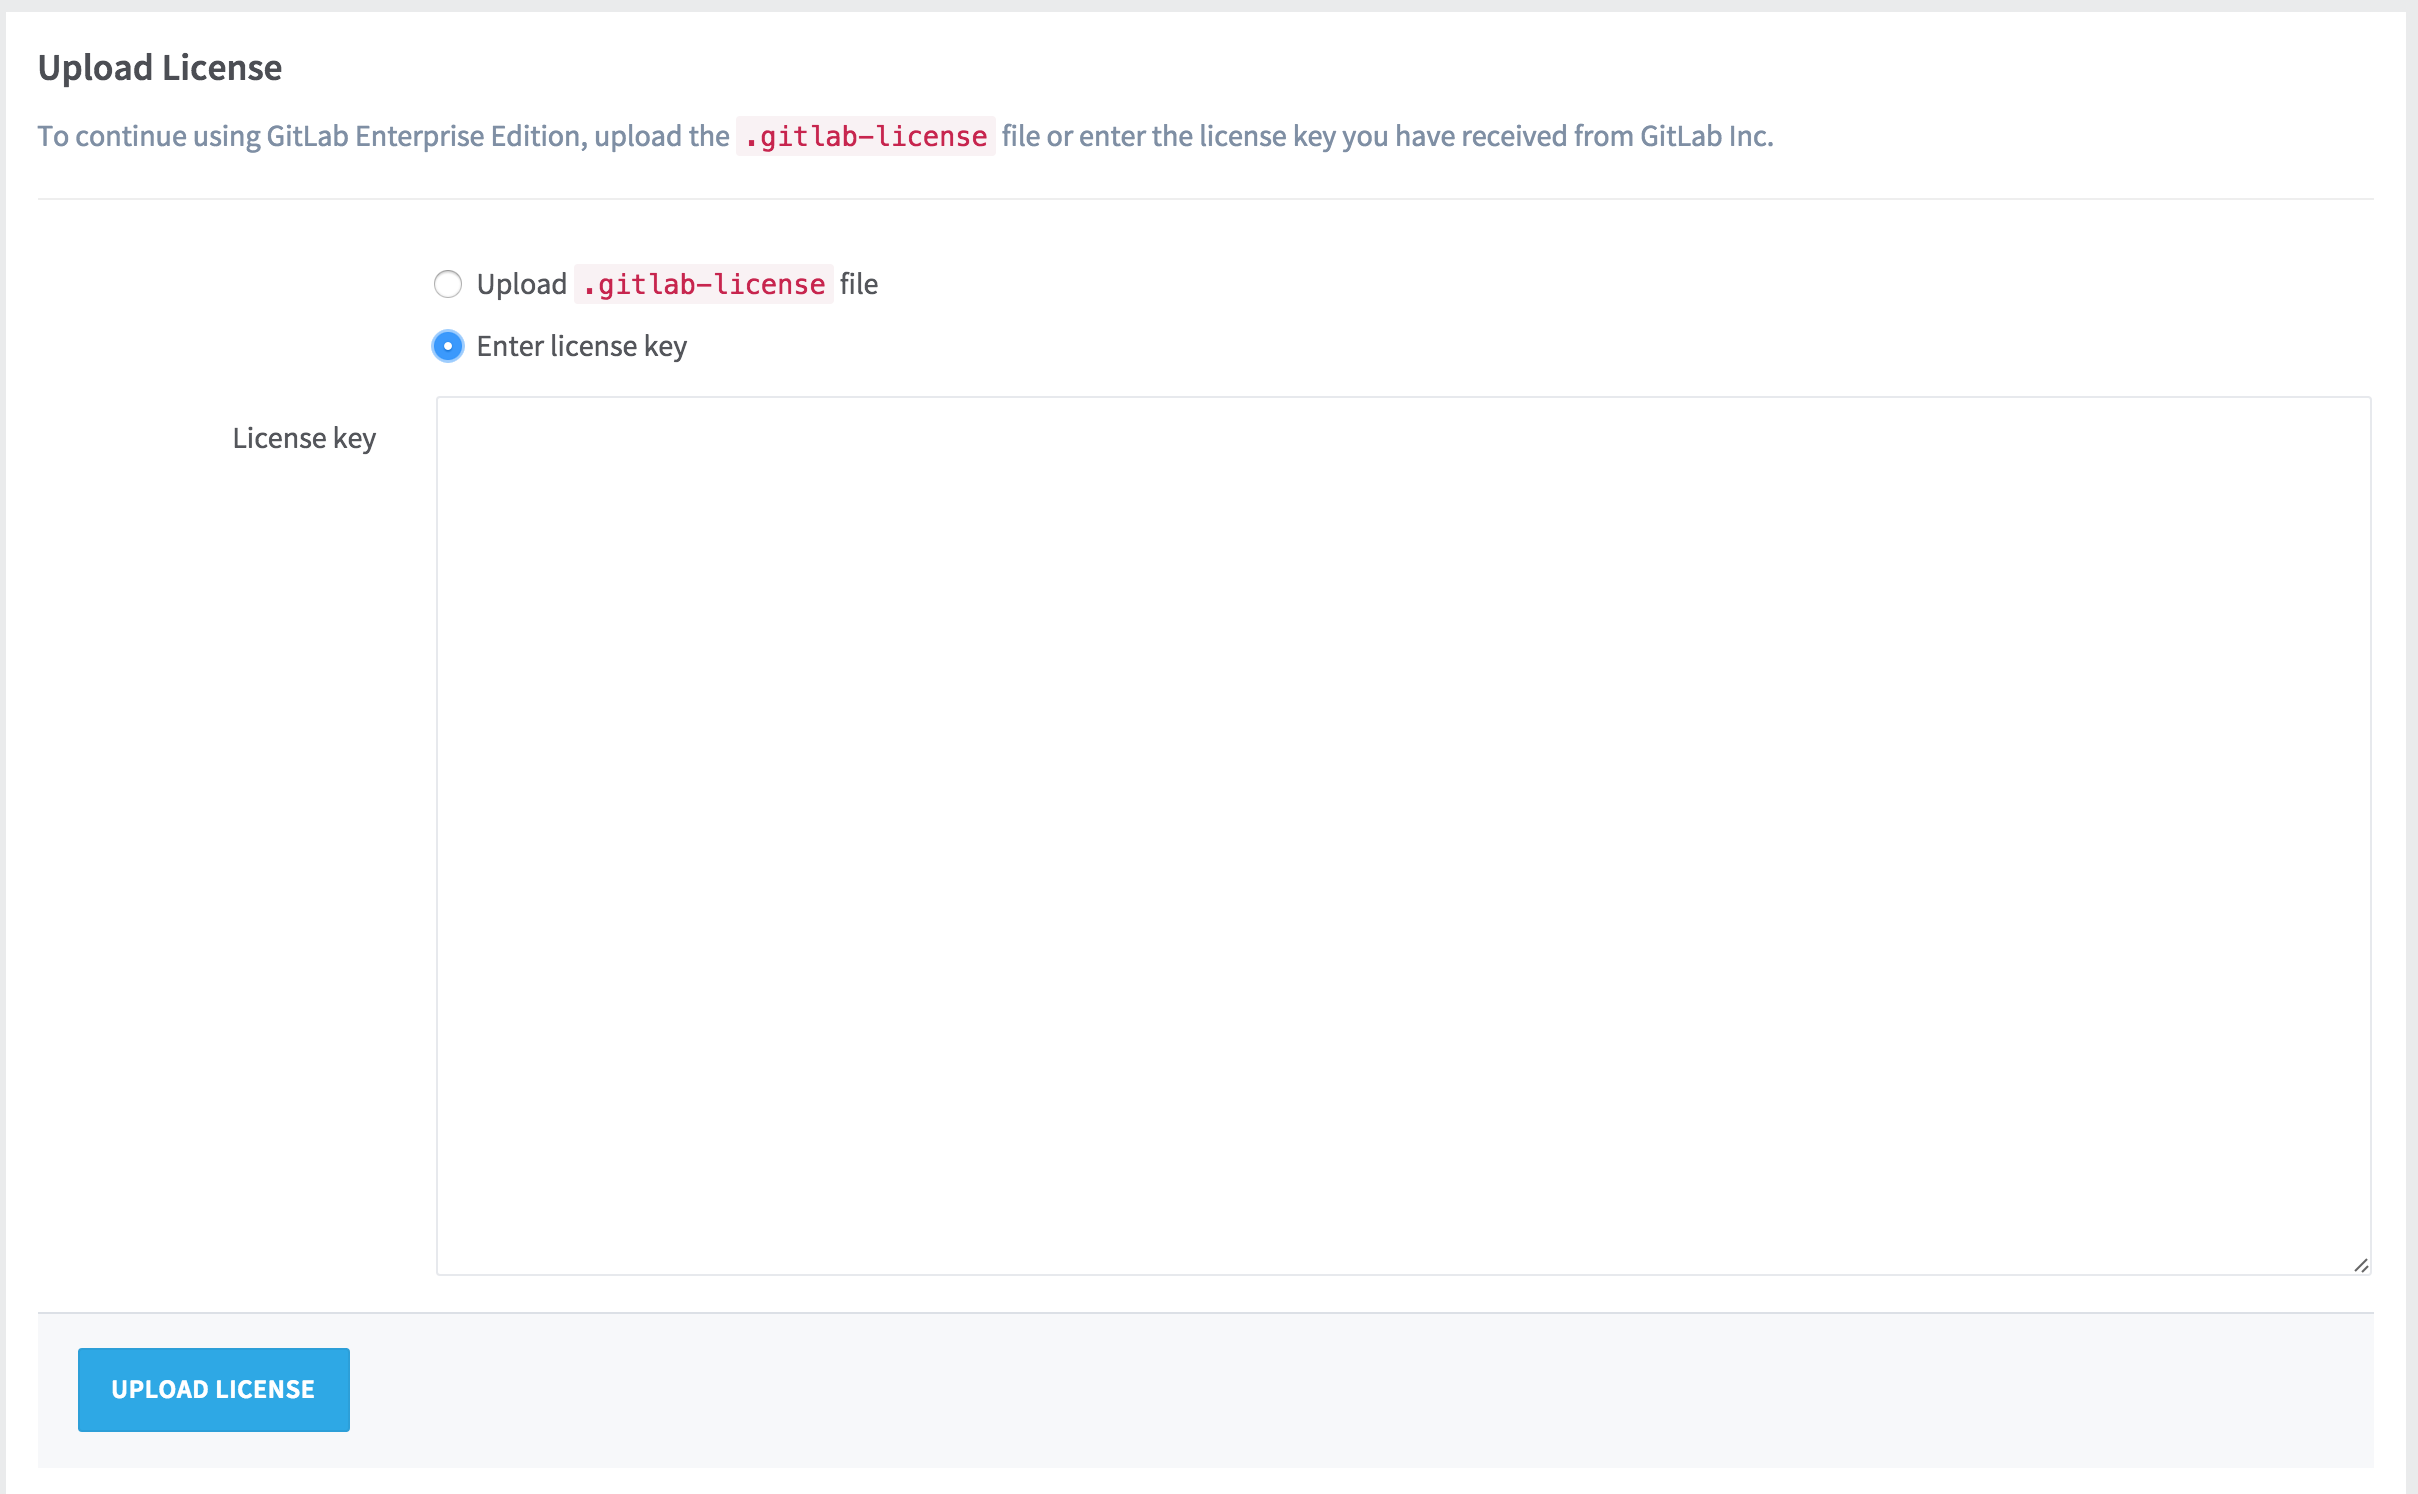 Upload License
To continue using GitLab Enterprise Edition, upload the .gitlab-license file or enter the license key you have received from GitLab Inc.
Upload .gitlab-license file
Enter license key
License key
UPLOAD LICENSE